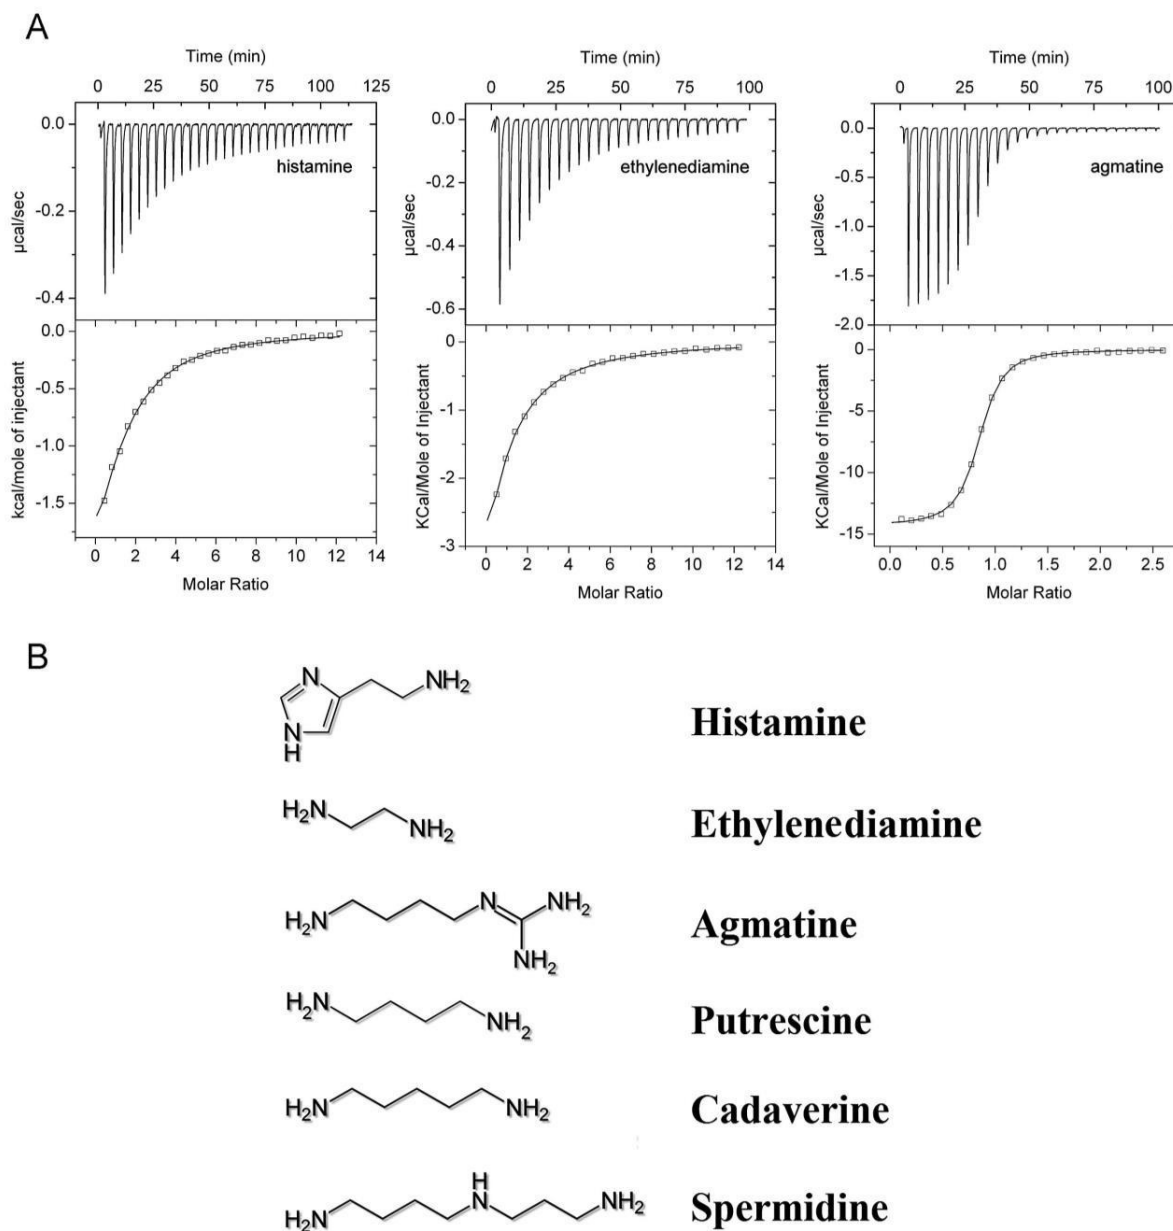 A
Time (min)
0 25 50 75 100 125
0.0
-0.2
-0.4
µcal/sec
histamine
0.0
-0.5
-1.0
-1.5
kcal/mole of injectant
0 2 4 6 8 10 12 14
Molar Ratio
Time (min)
0 25 50 75 100
0.0
-0.2
-0.4
-0.6
µcal/sec
ethylenediamine
0
-1
-2
-3
KCal/Mole of Injectant
0 2 4 6 8 10 12 14
Molar Ratio
Time (min)
0 25 50 75 100
0.0
-0.5
-1.0
-1.5
-2.0
µcal/sec
agmatine
0
-5
-10
-15
KCal/Mole of Injectant
0.0 0.5 1.0 1.5 2.0 2.5
Molar Ratio
B
N
NH₂
N
H
Histamine
H₂N
NH₂
Ethylenediamine
H₂N
N
NH₂
NH₂
Agmatine
H₂N
NH₂
Putrescine
H₂N
NH₂
Cadaverine
H₂N
H
N
NH₂
Spermidine